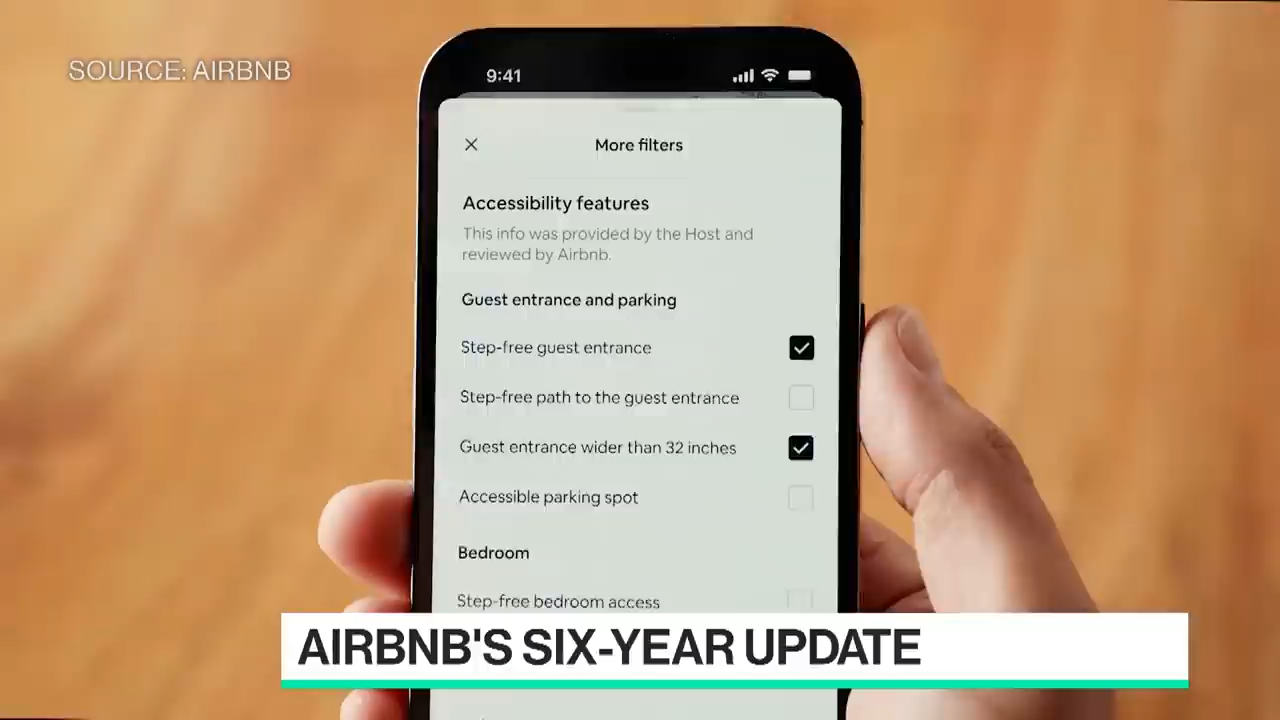 SOURCE: AIRBNB
9:41
More filters
Accessibility features
This info was provided by the Host and
reviewed by Airbnb.
Guest entrance and parking
Step-free guest entrance
Step-free path to the guest entrance
Guest entrance wider than 32 inches
Accessible parking spot
Bedroom
Step-free bedroom access
AIRBNB'S SIX-YEAR UPDATE